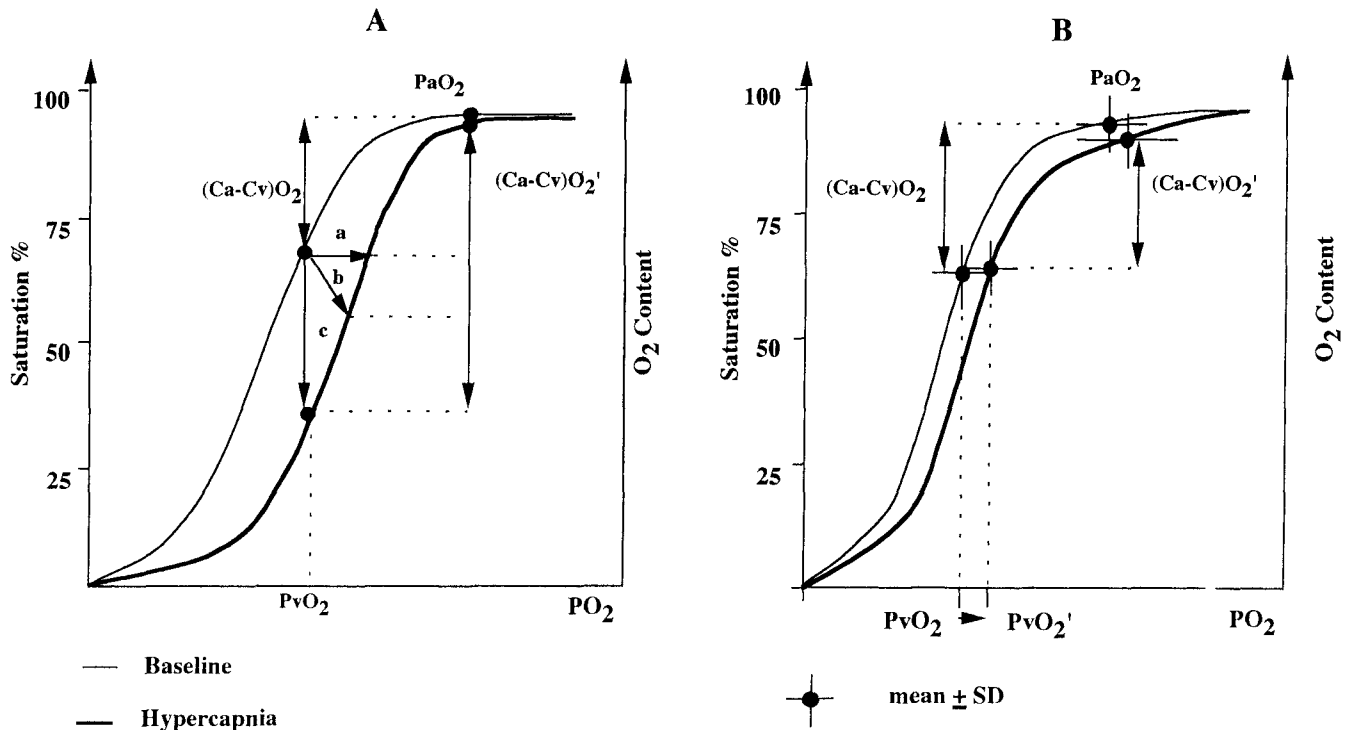 A
100
75
50
25
Saturation %
PaO2
(Ca-Cv)O2
(Ca-Cv)O2'
a
b
c
O2 Content
PvO2
PO2
Baseline
Hypercapnia
B
100
75
50
25
Saturation %
PaO2
(Ca-Cv)O2
(Ca-Cv)O2'
O2 Content
PvO2
PvO2'
PO2
mean ± SD